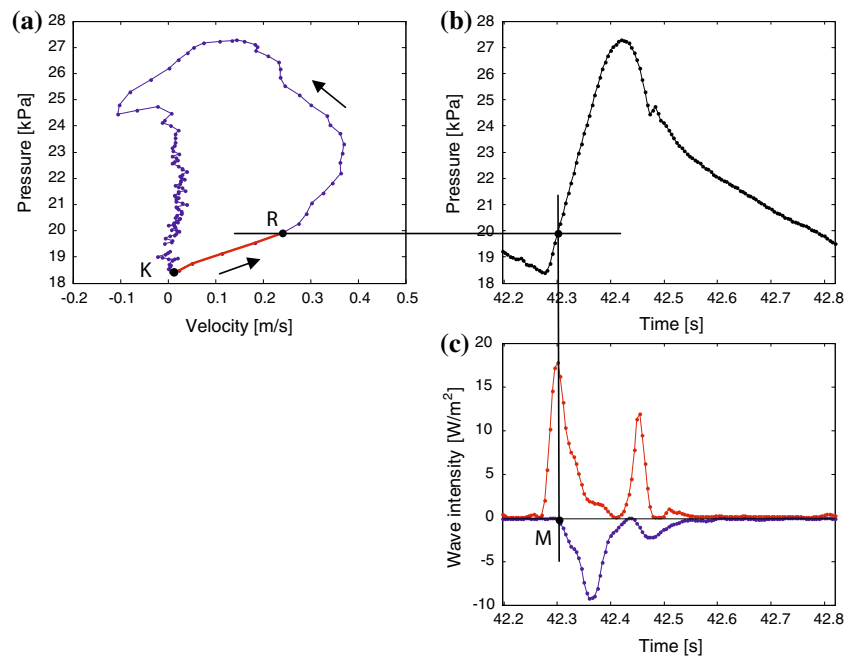 (a)
28
27
26
25
24
23
22
21
20
19
18
Pressure [kPa]
R
K
-0.2 -0.1 0 0.1 0.2 0.3 0.4 0.5
Velocity [m/s]
(b)
28
27
26
25
24
23
22
21
20
19
18
Pressure [kPa]
42.2 42.3 42.4 42.5 42.6 42.7 42.8
Time [s]
(c)
20
15
10
5
0
-5
-10
Wave intensity [W/m²]
M
42.2 42.3 42.4 42.5 42.6 42.7 42.8
Time [s]